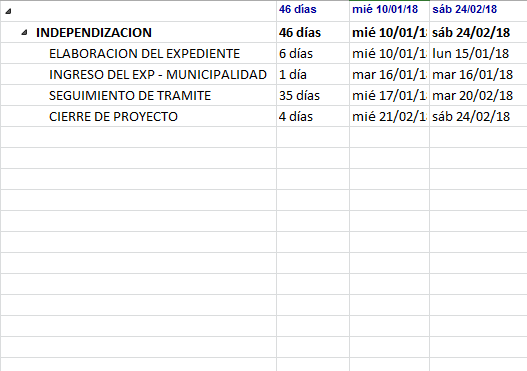 46 días mié 10/01/18 sáb 24/02/18
INDEPENDIZACION 46 días mié 10/01/1 sáb 24/02/18
ELABORACION DEL EXPEDIENTE 6 días mié 10/01/1 lun 15/01/18
INGRESO DEL EXP - MUNICIPALIDAD 1 día mar 16/01/1 mar 16/01/18
SEGUIMIENTO DE TRAMITE 35 días mié 17/01/1 mar 20/02/18
CIERRE DE PROYECTO 4 días mié 21/02/1 sáb 24/02/18